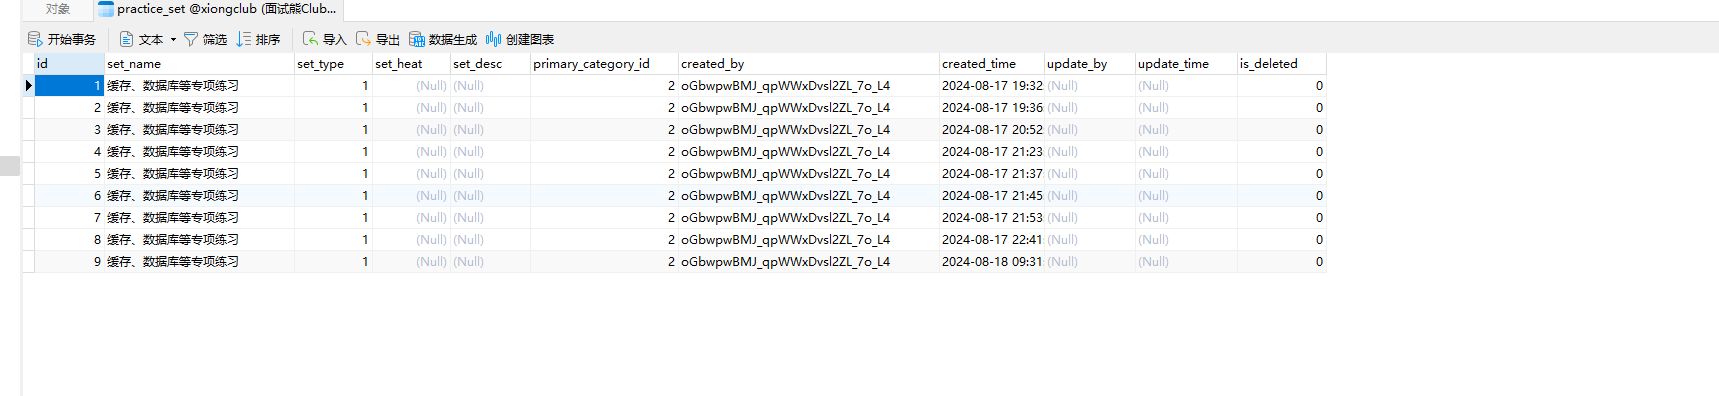 对象 practice_set @xiongclub (面试熊Club...
开始事务 文本 筛选 排序 导入 导出 数据生成 创建图表
id set_name set_type set_heat set_desc primary_category_id created_by created_time update_by update_time is_deleted
1 缓存、数据库等专项练习 1 (Null) (Null) 2 oGbwpwBMJ_qpWWxDvsl2ZL_7o_L4 2024-08-17 19:32: (Null) (Null) 0
2 缓存、数据库等专项练习 1 (Null) (Null) 2 oGbwpwBMJ_qpWWxDvsl2ZL_7o_L4 2024-08-17 19:36: (Null) (Null) 0
3 缓存、数据库等专项练习 1 (Null) (Null) 2 oGbwpwBMJ_qpWWxDvsl2ZL_7o_L4 2024-08-17 20:52: (Null) (Null) 0
4 缓存、数据库等专项练习 1 (Null) (Null) 2 oGbwpwBMJ_qpWWxDvsl2ZL_7o_L4 2024-08-17 21:23: (Null) (Null) 0
5 缓存、数据库等专项练习 1 (Null) (Null) 2 oGbwpwBMJ_qpWWxDvsl2ZL_7o_L4 2024-08-17 21:37: (Null) (Null) 0
6 缓存、数据库等专项练习 1 (Null) (Null) 2 oGbwpwBMJ_qpWWxDvsl2ZL_7o_L4 2024-08-17 21:45: (Null) (Null) 0
7 缓存、数据库等专项练习 1 (Null) (Null) 2 oGbwpwBMJ_qpWWxDvsl2ZL_7o_L4 2024-08-17 21:53: (Null) (Null) 0
8 缓存、数据库等专项练习 1 (Null) (Null) 2 oGbwpwBMJ_qpWWxDvsl2ZL_7o_L4 2024-08-17 22:41: (Null) (Null) 0
9 缓存、数据库等专项练习 1 (Null) (Null) 2 oGbwpwBMJ_qpWWxDvsl2ZL_7o_L4 2024-08-18 09:31: (Null) (Null) 0